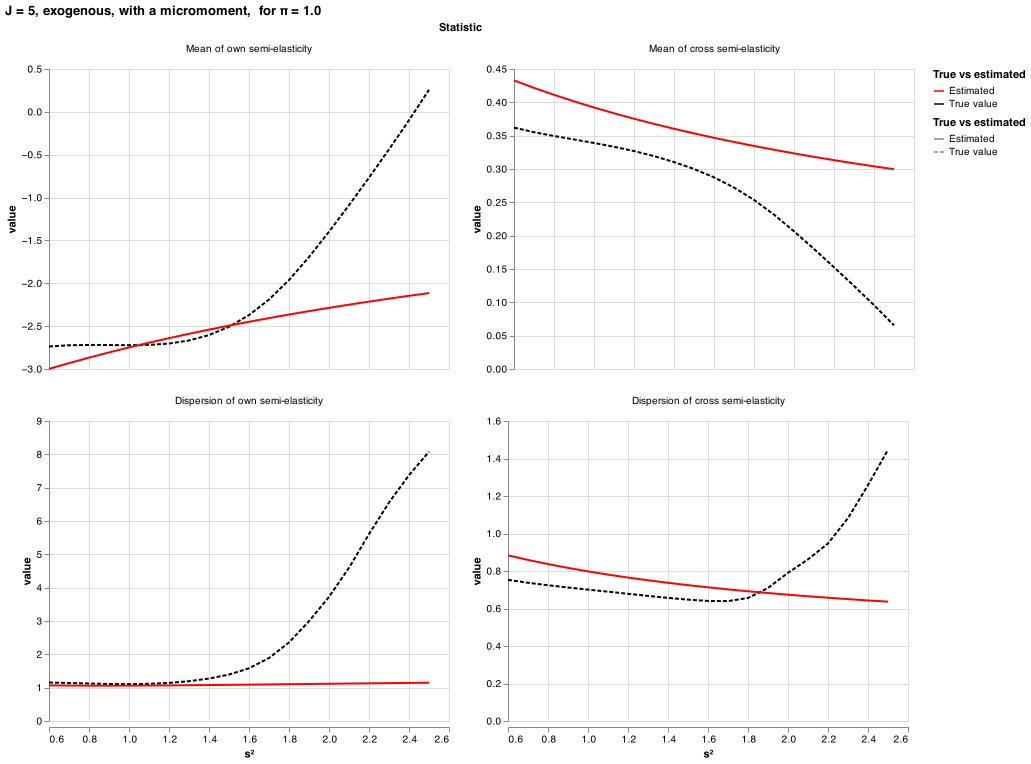 J = 5, exogenous, with a micromoment, for π = 1.0
Statistic
Mean of own semi-elasticity
Mean of cross semi-elasticity
0.5
0.0
−0.5
−1.0
−1.5
−2.0
−2.5
−3.0
value
0.45
0.40
0.35
0.30
0.25
0.20
0.15
0.10
0.05
0.00
value
True vs estimated
Estimated
True value
True vs estimated
Estimated
True value
Dispersion of own semi-elasticity
Dispersion of cross semi-elasticity
9
8
7
6
5
4
3
2
1
0
value
0.6 0.8 1.0 1.2 1.4 1.6 1.8 2.0 2.2 2.4 2.6
s²
1.6
1.4
1.2
1.0
0.8
0.6
0.4
0.2
0.0
value
0.6 0.8 1.0 1.2 1.4 1.6 1.8 2.0 2.2 2.4 2.6
s²